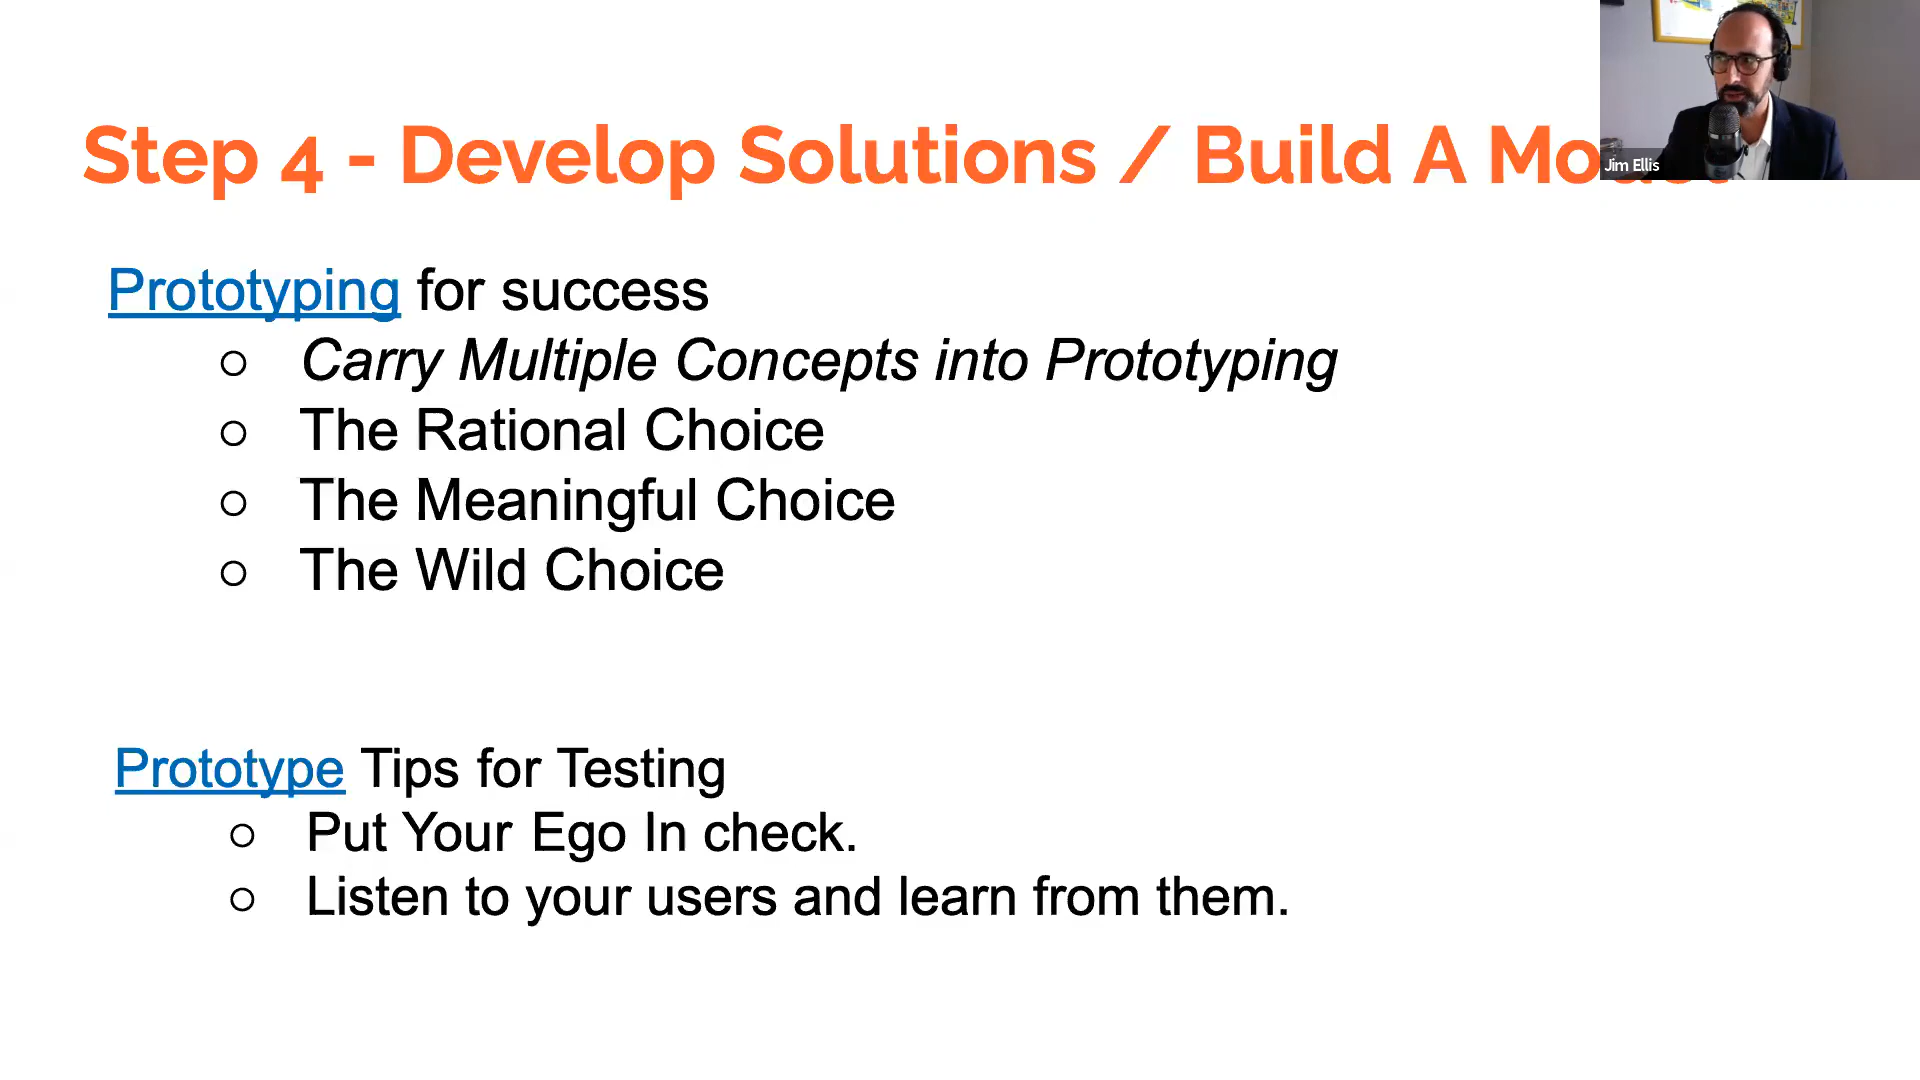 Step 4 - Develop Solutions / Build A
Jim Ellis
Prototyping for success
○ Carry Multiple Concepts into Prototyping
○ The Rational Choice
○ The Meaningful Choice
○ The Wild Choice
Prototype Tips for Testing
○ Put Your Ego In check.
○ Listen to your users and learn from them.